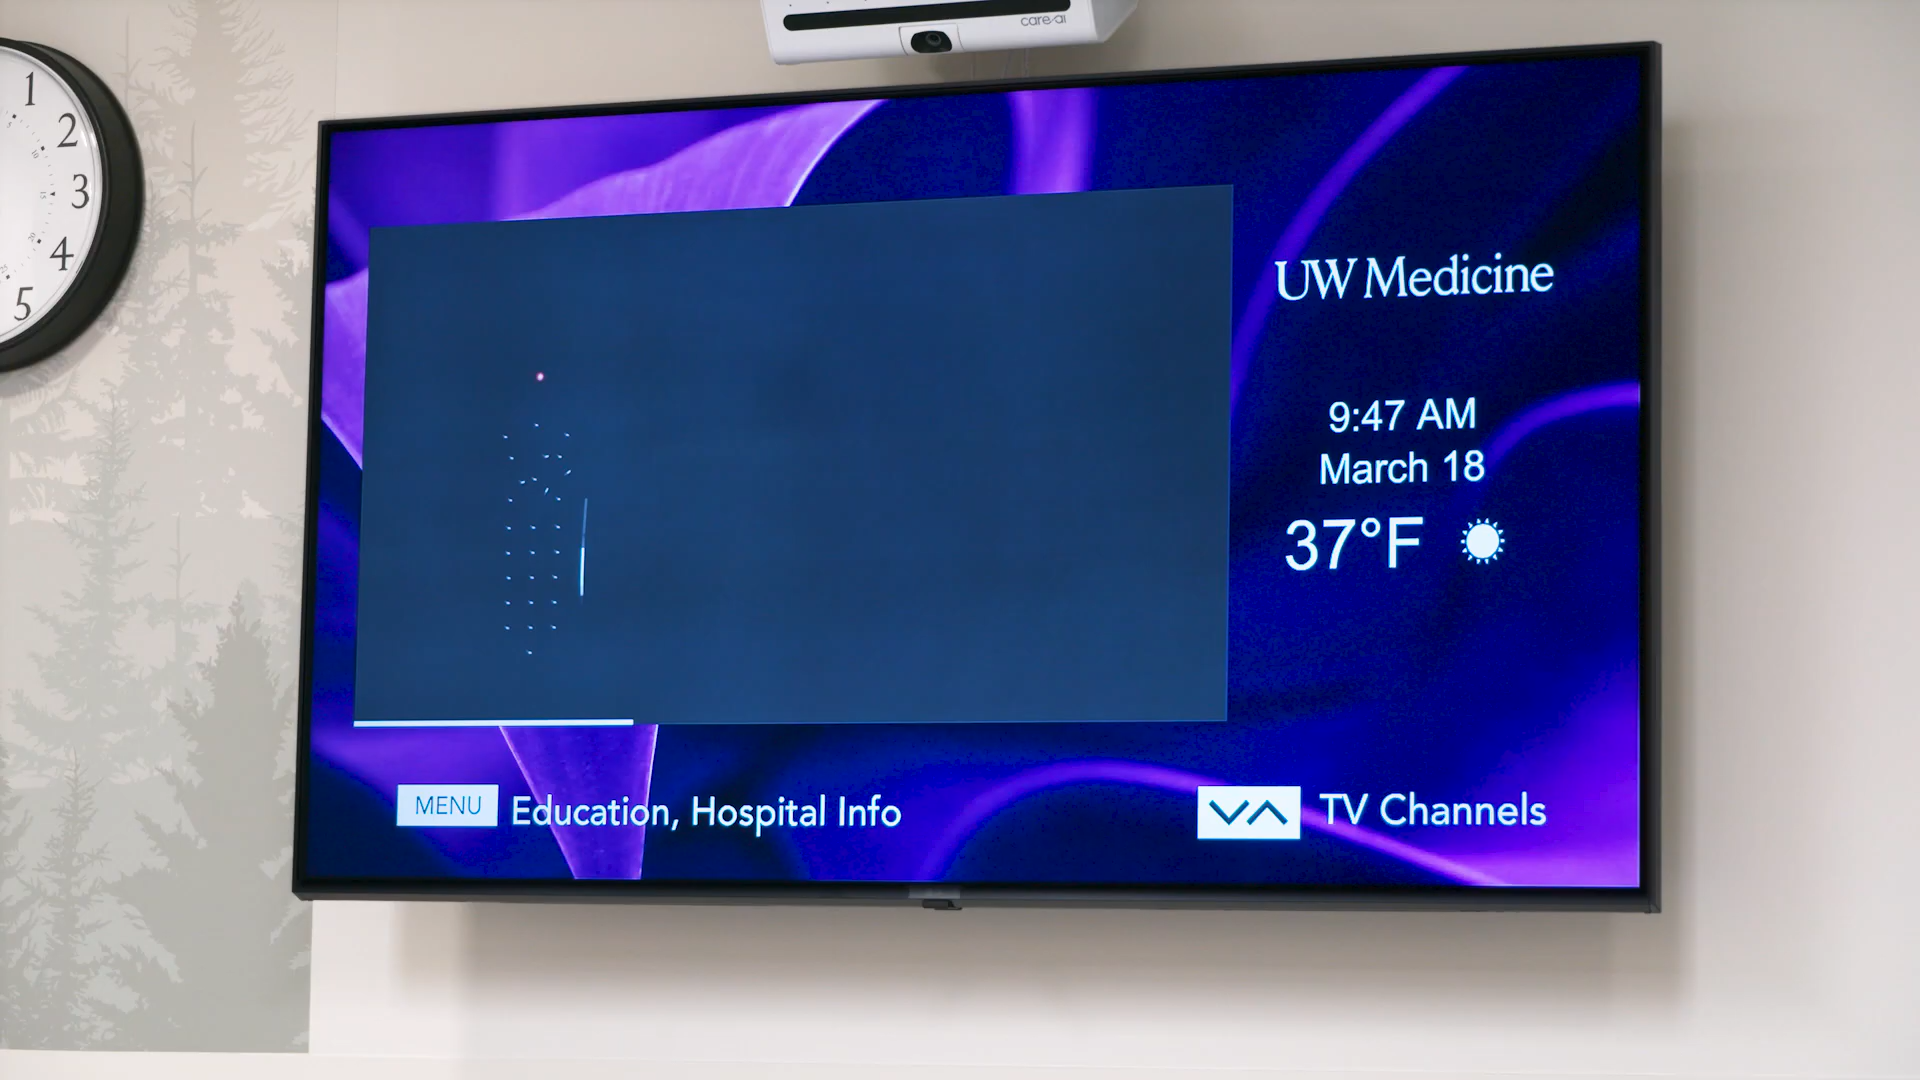 care.ai
1
2
3
4
5
UW Medicine
9:47 AM
March 18
37°F
MENU Education, Hospital Info
TV Channels